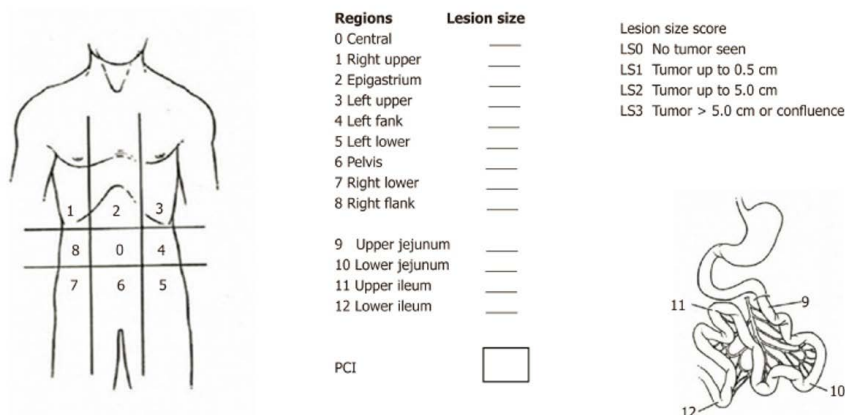 Regions Lesion size
0 Central
1 Right upper
2 Epigastrium
3 Left upper
4 Left fank
5 Left lower
6 Pelvis
7 Right lower
8 Right flank
9 Upper jejunum
10 Lower jejunum
11 Upper ileum
12 Lower ileum
PCI
Lesion size score
LS0 No tumor seen
LS1 Tumor up to 0.5 cm
LS2 Tumor up to 5.0 cm
LS3 Tumor > 5.0 cm or confluence
1 2 3
8 0 4
7 6 5
11 9
10
12